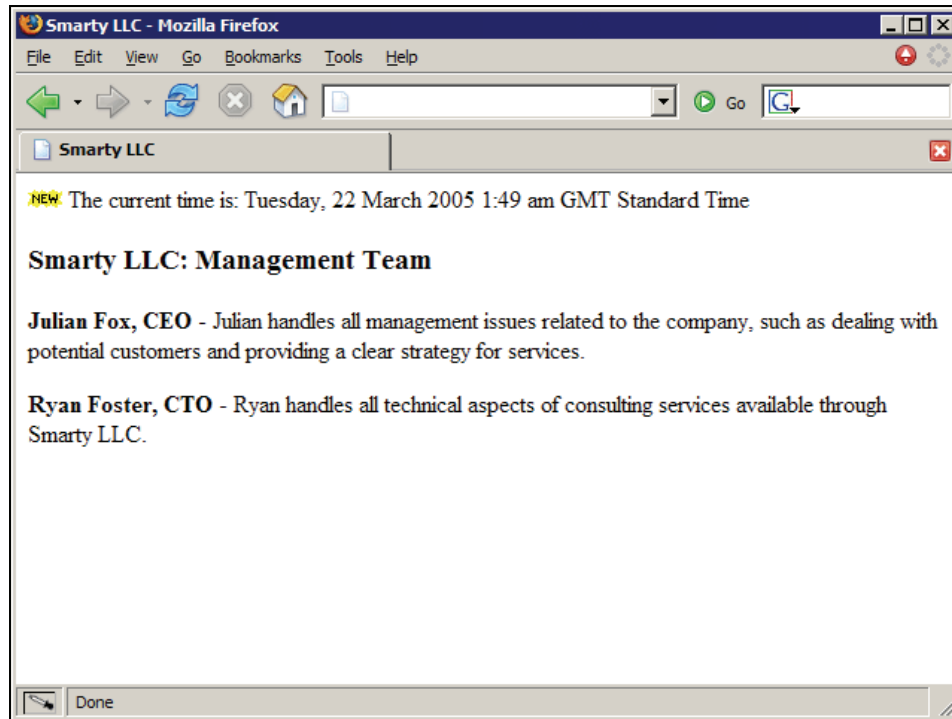 Smarty LLC - Mozilla Firefox
File Edit View Go Bookmarks Tools Help
Go G
Smarty LLC
NEW The current time is: Tuesday, 22 March 2005 1:49 am GMT Standard Time
Smarty LLC: Management Team
Julian Fox, CEO - Julian handles all management issues related to the company, such as dealing with
potential customers and providing a clear strategy for services.
Ryan Foster, CTO - Ryan handles all technical aspects of consulting services available through
Smarty LLC.
Done